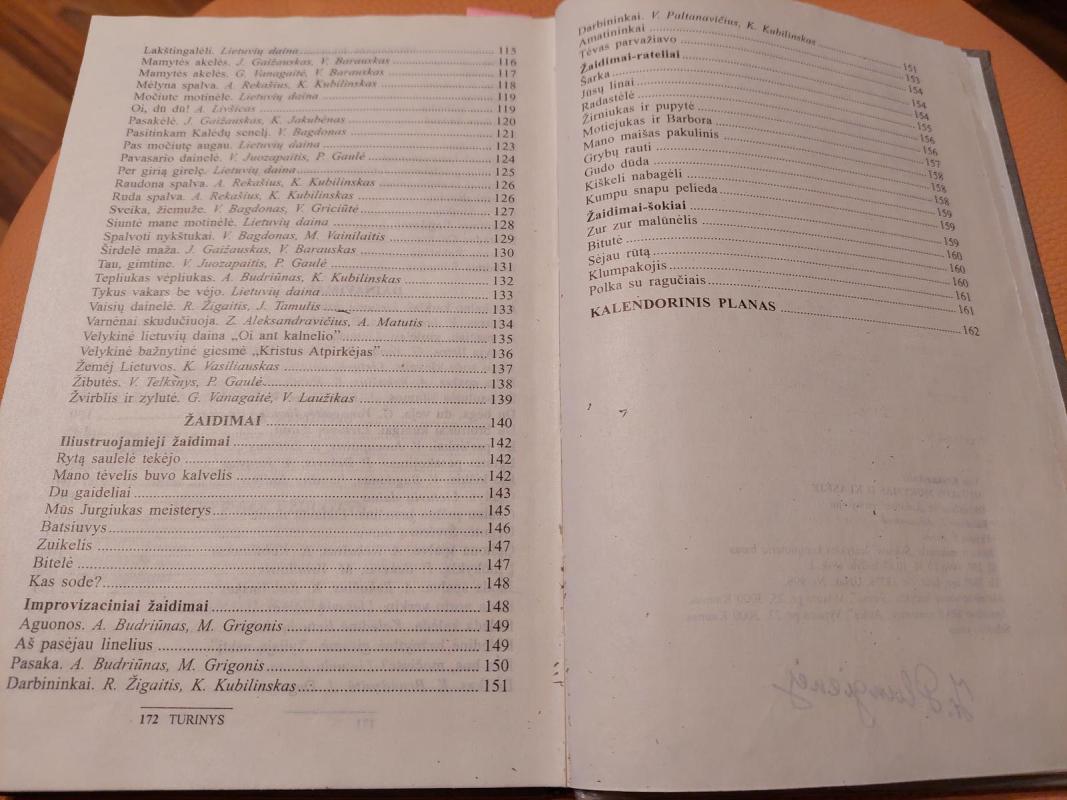 Lakštingalėli. Lietuvių daina 115
Mamytės akelės. J. Gaižauskas, V. Barauskas 116
Mamytės akelės. G. Vanagaitė, V. Barauskas 117
Mėlyna spalva. A. Rekašius, K. Kubilinskas 118
Močiute motinėle. Lietuvių daina 119
Oi, dū dū! A. Livšicas 119
Pasakėlė. J. Gaižauskas, K. Jakubėnas 120
Pasitinkam Kalėdų senelį. V. Bagdonas 121
Pas močiutę augau. Lietuvių daina 123
Pavasario dainelė. V. Juozapaitis, P. Gaulė 124
Per girią girelę. Lietuvių daina 125
Raudona spalva. A. Rekašius, K. Kubilinskas 126
Ruda spalva. A. Rekašius, K. Kubilinskas 126
Sveika, žiemuže. V. Bagdonas, V. Griciūtė 127
Siuntė mane motinėlė. Lietuvių daina 128
Spalvoti nykštukai. V. Bagdonas, M. Vainilaitis 129
Širdelė maža. J. Gaižauskas, V. Barauskas 130
Tau, gimtine. V. Juozapaitis, P. Gaulė 131
Tepliukas vėpliukas. A. Budriūnas, K. Kubilinskas 132
Tykus vakars be vėjo. Lietuvių daina 133
Vaisių dainelė. R. Žigaitis, J. Tamulis 133
Varnėnai skudučiuoja. Z. Aleksandravičius, A. Matutis 134
Velykinė lietuvių daina „Oi ant kalnelio” 135
Velykinė bažnytinė giesmė „Kristus Atpirkėjas” 136
Žemėj Lietuvos. K. Vasiliauskas 137
Žibutės. V. Telksnys, P. Gaulė 138
Žvirblis ir zylutė. G. Vanagaitė, V. Laužikas 139
ŽAIDIMAI 140
Iliustruojamieji žaidimai 142
Rytą saulelė tekėjo 142
Mano tėvelis buvo kalvelis 142
Du gaideliai 143
Mūs Jurgiukas meisterys 145
Batsiuvys 146
Zuikelis 147
Bitelė 147
Kas sode? 148
Improvizaciniai žaidimai 148
Aguonos. A. Budriūnas, M. Grigonis 149
Aš pasėjau linelius 149
Pasaka. A. Budriūnas, M. Grigonis 150
Darbininkai. R. Žigaitis, K. Kubilinskas 151
172 TURINYS
Darbininkai. V. Paltanavičius, K. Kubilinskas 151
Amatininkai 153
Tėvas parvažiavo 154
Žaidimai-rateliai 154
Šarka 154
Jūsų linai 155
Radastėlė 156
Žirniukas ir pupytė 156
Motiejukas ir Barbora 157
Mano maišas pakulinis 158
Grybų rauti 158
Gudo dūda 158
Kiškeli nabagėli 159
Kumpu snapu pelieda 159
Žaidimai-šokiai 159
Zur zur malūnėlis 160
Bitutė 160
Sėjau rūtą 160
Klumpakojis 161
Polka su ragučiais 161
KALENDORINIS PLANAS 162